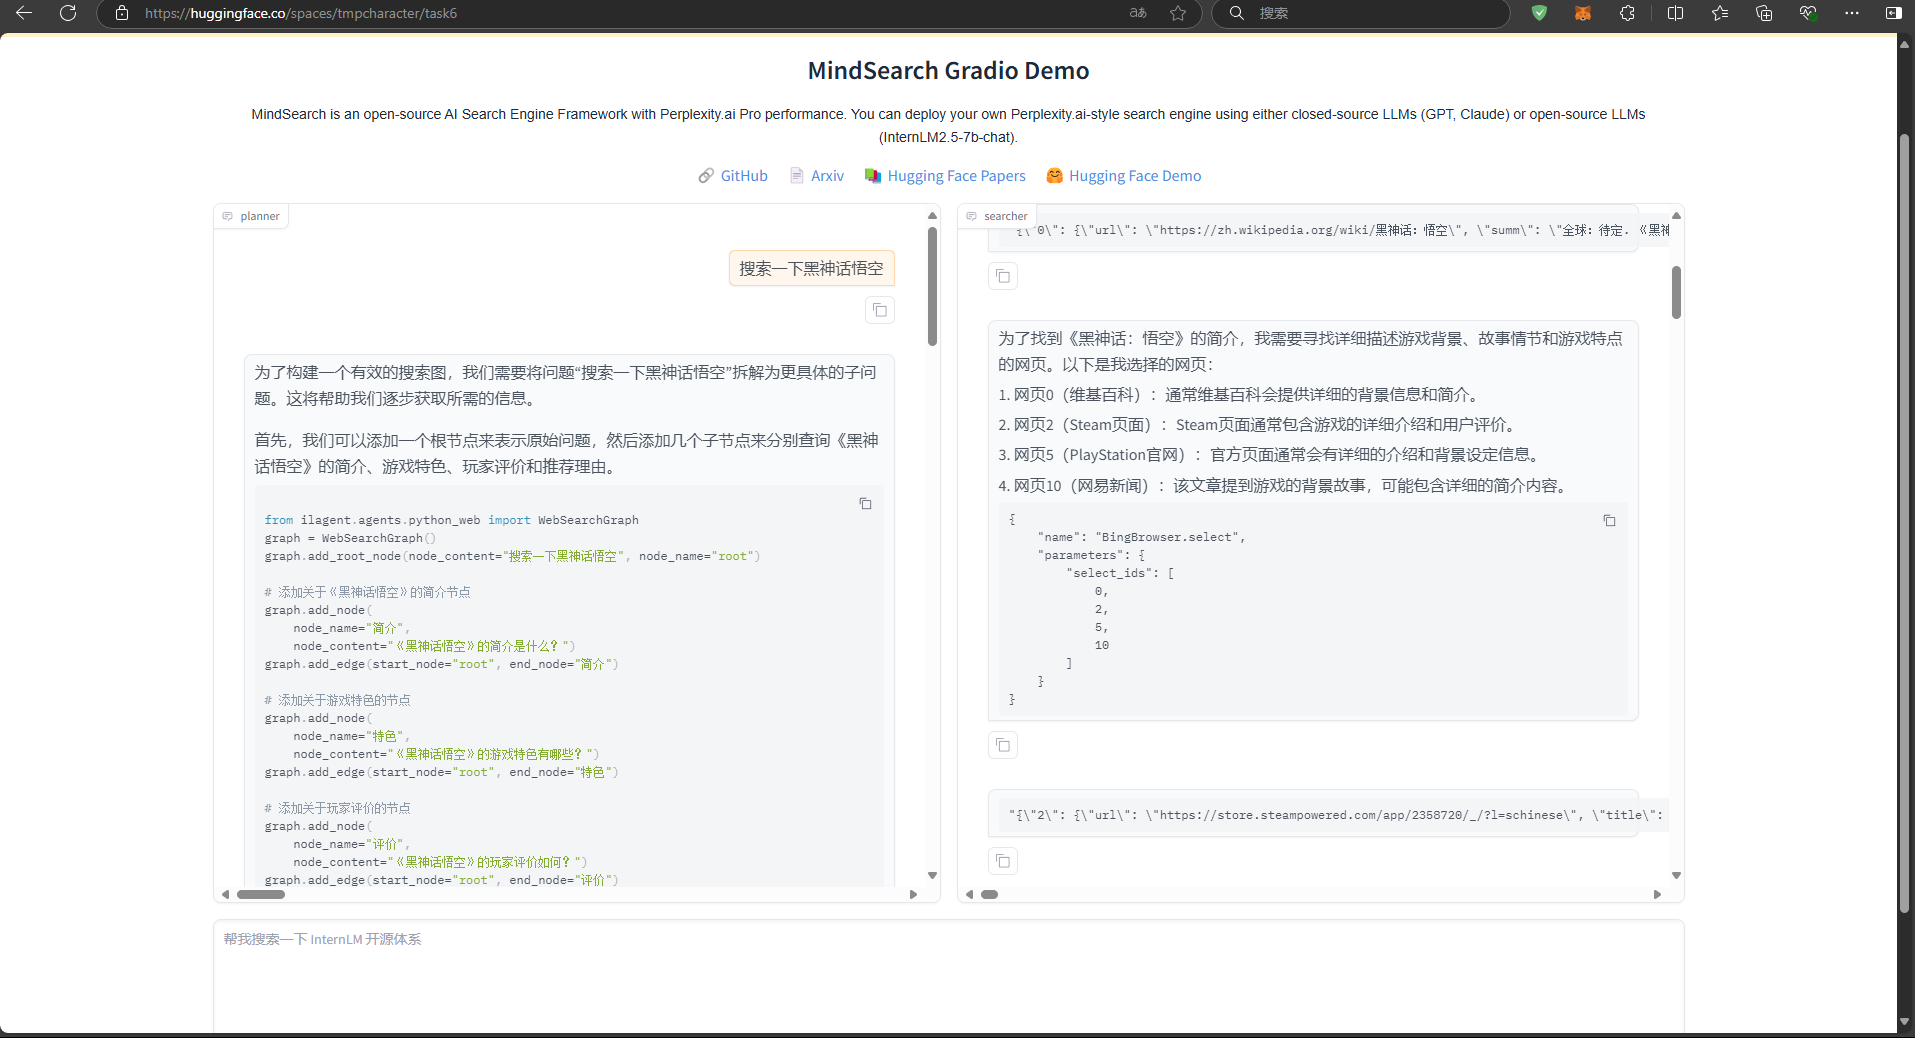 https://huggingface.co/spaces/tmpcharacter/task6
搜索
MindSearch Gradio Demo
MindSearch is an open-source AI Search Engine Framework with Perplexity.ai Pro performance. You can deploy your own Perplexity.ai-style search engine using either closed-source LLMs (GPT, Claude) or open-source LLMs
(InternLM2.5-7b-chat).
GitHub
Arxiv
Hugging Face Papers
Hugging Face Demo
planner
搜索一下黑神话悟空
为了构建一个有效的搜索图，我们需要将问题“搜索一下黑神话悟空”拆解为更具体的子问
题。这将帮助我们逐步获取所需的信息。
首先，我们可以添加一个根节点来表示原始问题，然后添加几个子节点来分别查询《黑神
话悟空》的简介、游戏特色、玩家评价和推荐理由。
from ilagent.agents.python_web import WebSearchGraph
graph = WebSearchGraph()
graph.add_root_node(node_content="搜索一下黑神话悟空", node_name="root")
# 添加关于《黑神话悟空》的简介节点
graph.add_node(
    node_name="简介",
    node_content="《黑神话悟空》的简介是什么？")
graph.add_edge(start_node="root", end_node="简介")
# 添加关于游戏特色的节点
graph.add_node(
    node_name="特色",
    node_content="《黑神话悟空》的游戏特色有哪些？")
graph.add_edge(start_node="root", end_node="特色")
# 添加关于玩家评价的节点
graph.add_node(
    node_name="评价",
    node_content="《黑神话悟空》的玩家评价如何？")
graph.add_edge(start_node="root", end_node="评价")
searcher
"{\"0\": {\"url\": \"https://zh.wikipedia.org/wiki/黑神话：悟空\", \"summ\": \"全球：待定. 《黑神
为了找到《黑神话：悟空》的简介，我需要寻找详细描述游戏背景、故事情节和游戏特点
的网页。以下是我选择的网页：
1. 网页0（维基百科）：通常维基百科会提供详细的背景信息和简介。
2. 网页2（Steam页面）：Steam页面通常包含游戏的详细介绍和用户评价。
3. 网页5（PlayStation官网）：官方页面通常会有详细的介绍和背景设定信息。
4. 网页10（网易新闻）：该文章提到游戏的背景故事，可能包含详细的简介内容。
{
    "name": "BingBrowser.select",
    "parameters": {
        "select_ids": [
            0,
            2,
            5,
            10
        ]
    }
}
"{\"2\": {\"url\": \"https://store.steampowered.com/app/2358720/_/?l=schinese\", \"title\":
帮我搜索一下 InternLM 开源体系